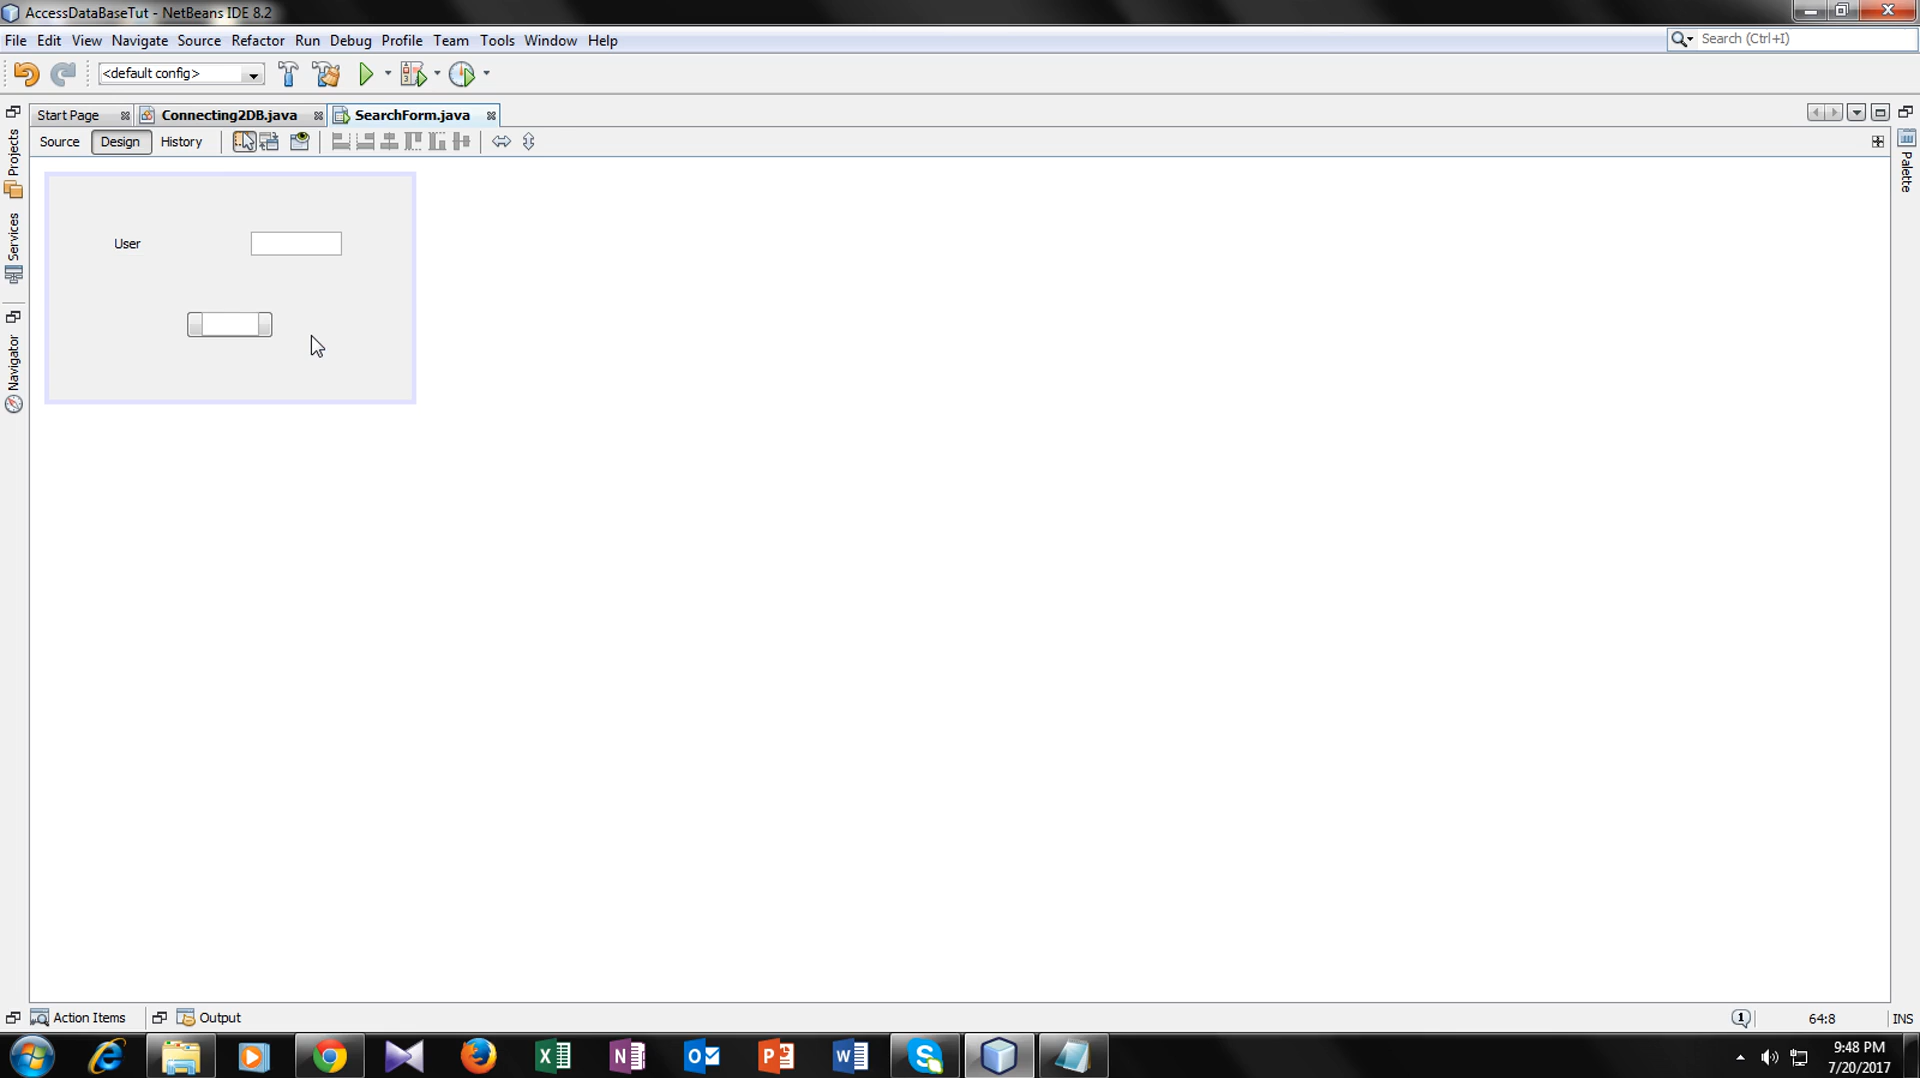 AccessDataBaseTut - NetBeans IDE 8.2
File Edit View Navigate Source Refactor Run Debug Profile Team Tools Window Help
Search (Ctrl+I)
<default config>
Start Page Connecting2DB.java SearchForm.java
Source Design History
Projects
Services
Navigator
Palette
User
Action Items Output
1
64:8 INS
9:48 PM
7/20/2017